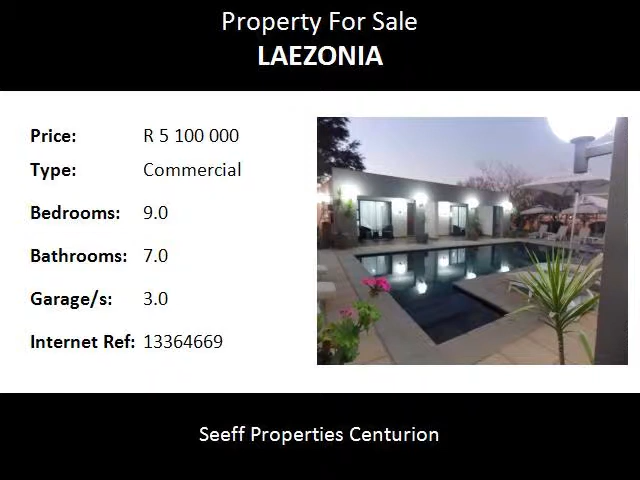 Property For Sale
LAEZONIA
Price: R 5 100 000
Type: Commercial
Bedrooms: 9.0
Bathrooms: 7.0
Garage/s: 3.0
Internet Ref: 13364669
Seeff Properties Centurion